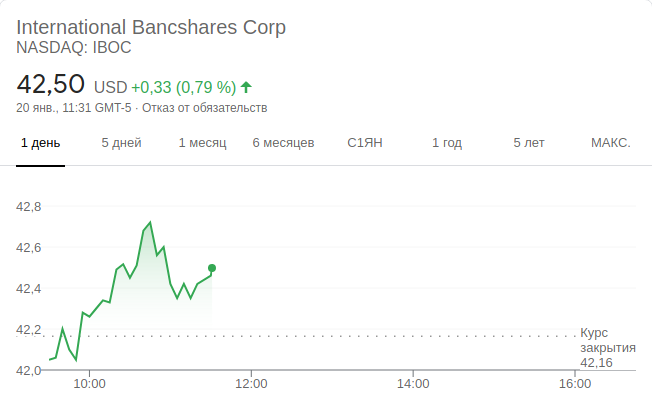 International Bancshares Corp
NASDAQ: IBOC
42,50 USD +0,33 (0,79 %)
20 янв., 11:31 GMT-5 · Отказ от обязательств
1 день 5 дней 1 месяц 6 месяцев С1ЯН 1 год 5 лет МАКС.
42,8
42,6
42,4
42,2
Курс
закрытия
42,16
42,0
10:00 12:00 14:00 16:00